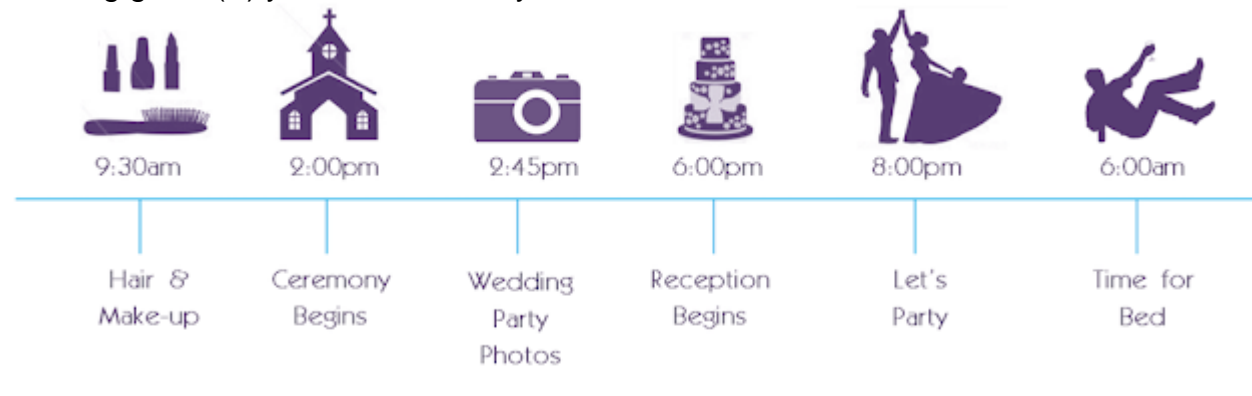 9:30am 2:00pm 2:45pm 6:00pm 8:00pm 6:00am
Hair & Make-up
Ceremony Begins
Wedding Party Photos
Reception Begins
Let's Party
Time for Bed